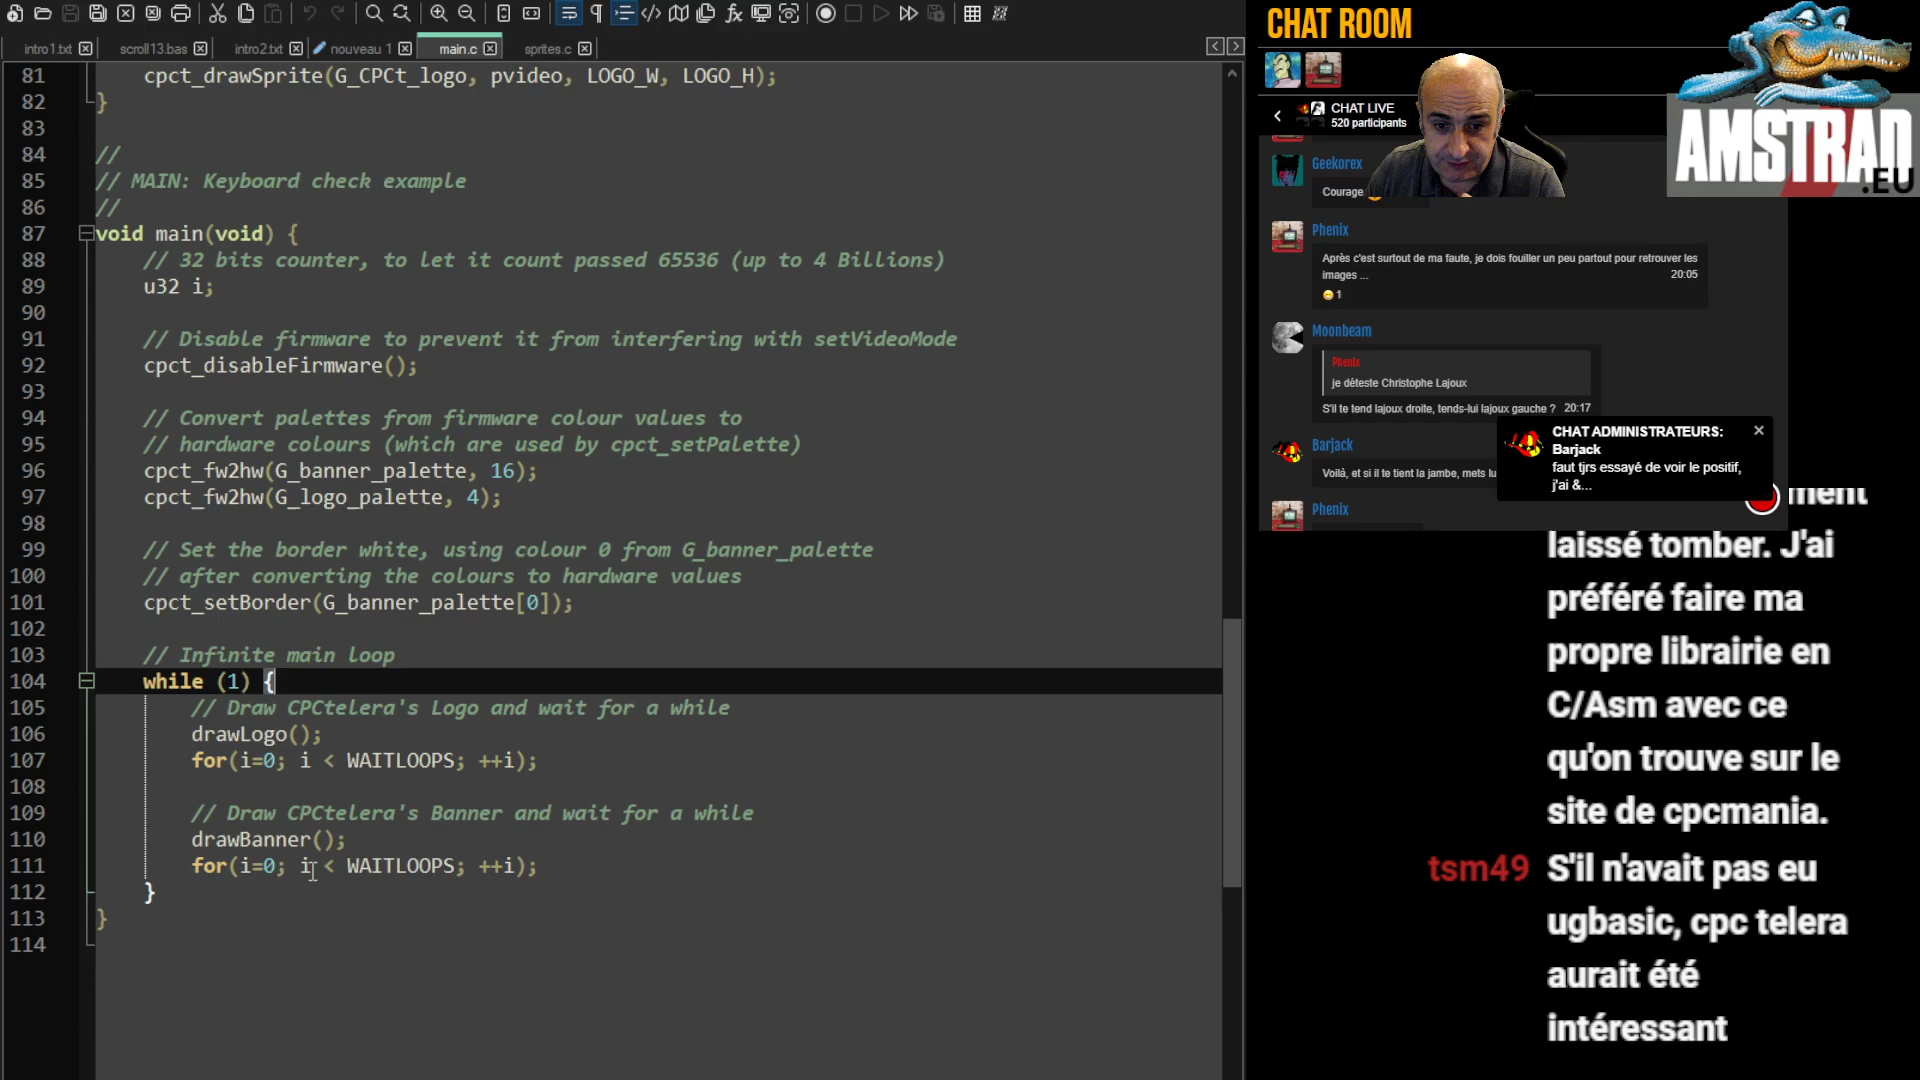 intro1.txt scroll13.bas intro2.txt nouveau 1 main.c sprites.c
81 cpct_drawSprite(G_CPCt_logo, pvideo, LOGO_W, LOGO_H);
82 }
83
84 //
85 // MAIN: Keyboard check example
86 //
87 void main(void) {
88 // 32 bits counter, to let it count passed 65536 (up to 4 Billions)
89 u32 i;
90
91 // Disable firmware to prevent it from interfering with setVideoMode
92 cpct_disableFirmware();
93
94 // Convert palettes from firmware colour values to
95 // hardware colours (which are used by cpct_setPalette)
96 cpct_fw2hw(G_banner_palette, 16);
97 cpct_fw2hw(G_logo_palette, 4);
98
99 // Set the border white, using colour 0 from G_banner_palette
100 // after converting the colours to hardware values
101 cpct_setBorder(G_banner_palette[0]);
102
103 // Infinite main loop
104 while (1) {
105 // Draw CPCtelera's Logo and wait for a while
106 drawLogo();
107 for(i=0; i < WAITLOOPS; ++i);
108
109 // Draw CPCtelera's Banner and wait for a while
110 drawBanner();
111 for(i=0; i < WAITLOOPS; ++i);
112 }
113 }
114
CHAT ROOM
CHAT LIVE
520 participants
AMSTRAD
.EU
Geekorex
Courage
Phenix
Après c'est surtout de ma faute, je dois fouiller un peu partout pour retrouver les
images ... 20:05
1
Moonbeam
Phenix
je déteste Christophe Lajoux
S'il te tend lajoux droite, tends-lui lajoux gauche ? 20:17
Barjack
Voilà, et si il te tient la jambe, mets lu
Phenix
CHAT ADMINISTRATEURS:
Barjack
faut tjrs essayé de voir le positif,
j'ai &...
ment
laissé tomber. J'ai
préféré faire ma
propre librairie en
C/Asm avec ce
qu'on trouve sur le
site de cpcmania.
tsm49 S'il n'avait pas eu
ugbasic, cpc telera
aurait été
intéressant